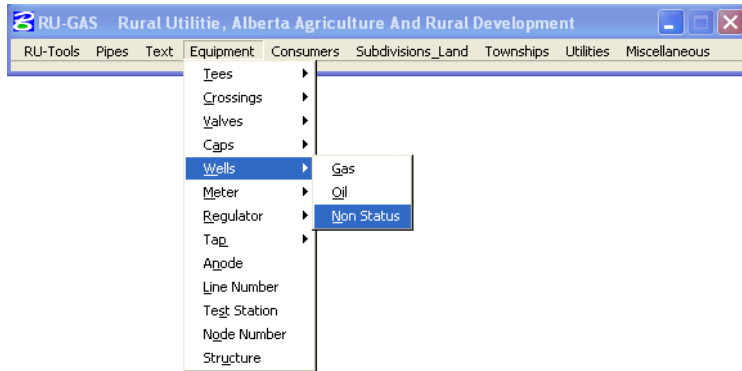 RU-GAS Rural Utilitie, Alberta Agriculture And Rural Development
RU-Tools Pipes Text Equipment Consumers Subdivisions_Land Townships Utilities Miscellaneous
Tees
Crossings
Valves
Caps
Wells
Gas
Meter
Oil
Regulator
Non Status
Tap
Anode
Line Number
Test Station
Node Number
Structure